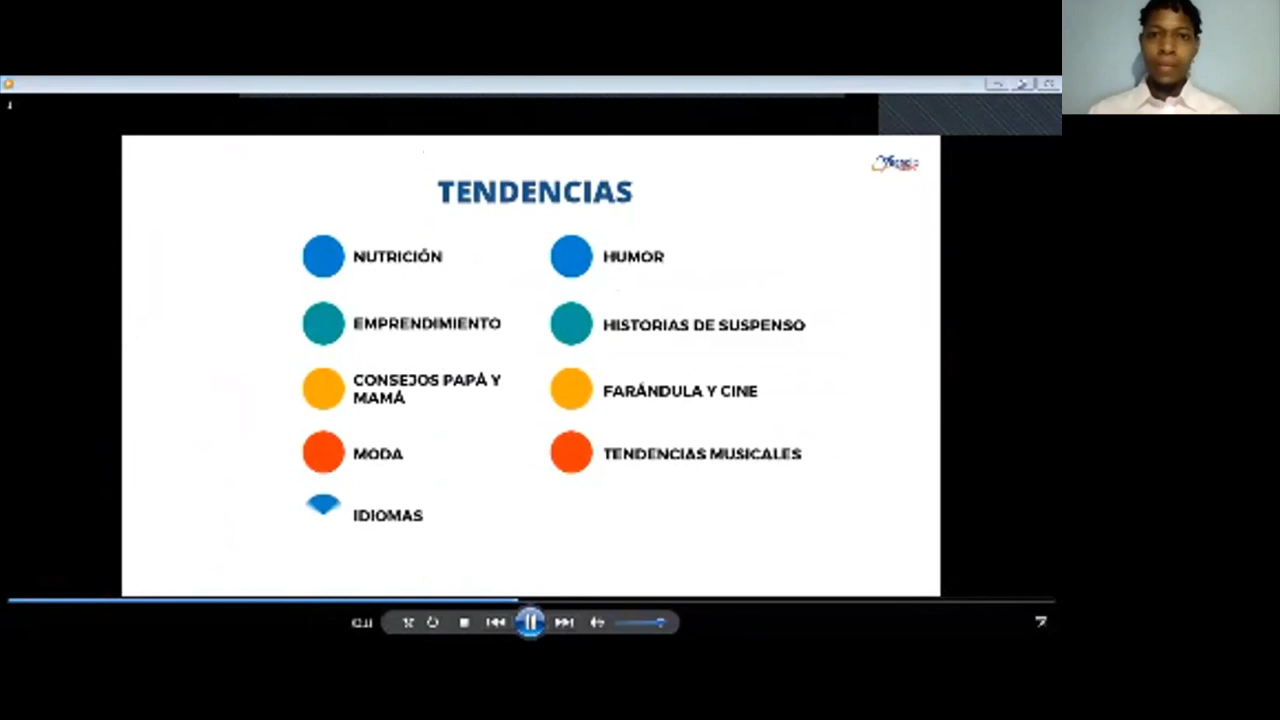 TENDENCIAS
NUTRICIÓN
EMPRENDIMIENTO
CONSEJOS PAPÁ Y
MAMÁ
MODA
IDIOMAS
HUMOR
HISTORIAS DE SUSPENSO
FARÁNDULA Y CINE
TENDENCIAS MUSICALES